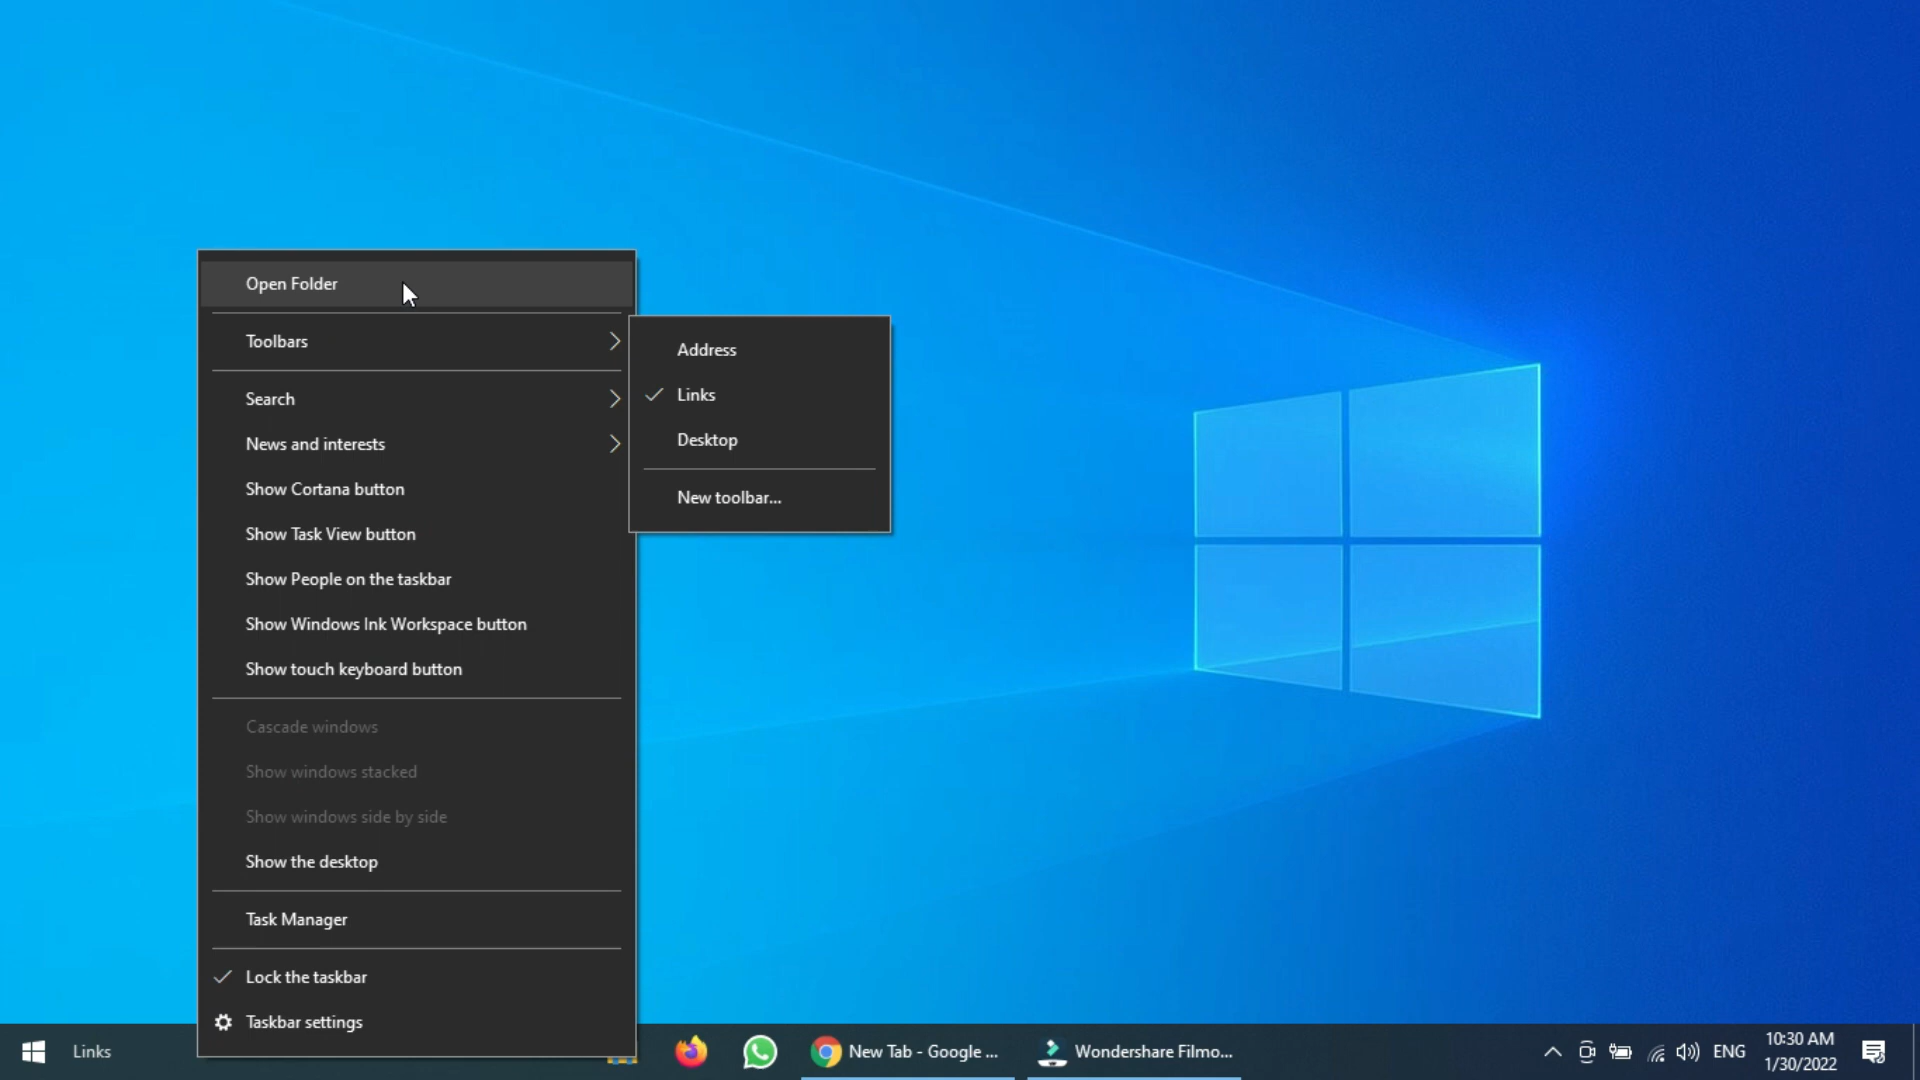 Open Folder
Toolbars
Search
News and interests
Show Cortana button
Show Task View button
Show People on the taskbar
Show Windows Ink Workspace button
Show touch keyboard button
Cascade windows
Show windows stacked
Show windows side by side
Show the desktop
Task Manager
Lock the taskbar
Taskbar settings
Address
Links
Desktop
New toolbar...
Links
New Tab - Google ...
Wondershare Filmo...
ENG
10:30 AM
1/30/2022